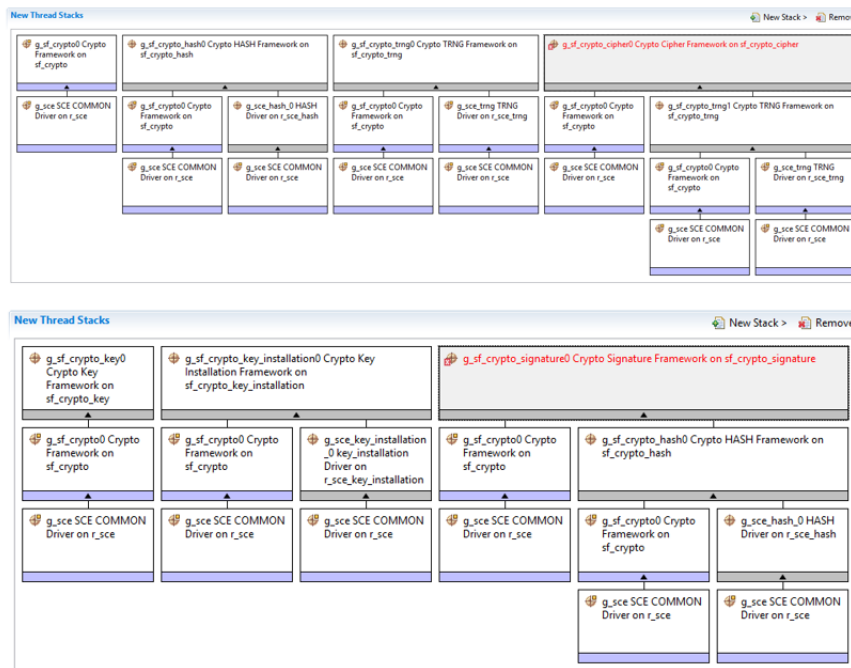 New Thread Stacks
New Stack >
Remov
g_sf_crypto0 Crypto
Framework on
sf_crypto
g_sf_crypto_hash0 Crypto HASH Framework on
sf_crypto_hash
g_sf_crypto_trng0 Crypto TRNG Framework on
sf_crypto_trng
g_sf_crypto_cipher0 Crypto Cipher Framework on sf_crypto_cipher
g_sce SCE COMMON
Driver on r_sce
g_sf_crypto0 Crypto
Framework on
sf_crypto
g_sce_hash_0 HASH
Driver on r_sce_hash
g_sf_crypto0 Crypto
Framework on
sf_crypto
g_sce_trng TRNG
Driver on r_sce_trng
g_sf_crypto0 Crypto
Framework on
sf_crypto
g_sf_crypto_trng1 Crypto TRNG Framework on
sf_crypto_trng
g_sce SCE COMMON
Driver on r_sce
g_sce SCE COMMON
Driver on r_sce
g_sce SCE COMMON
Driver on r_sce
g_sce SCE COMMON
Driver on r_sce
g_sce SCE COMMON
Driver on r_sce
g_sf_crypto0 Crypto
Framework on
sf_crypto
g_sce_trng TRNG
Driver on r_sce_trng
g_sce SCE COMMON
Driver on r_sce
g_sce SCE COMMON
Driver on r_sce
New Thread Stacks
New Stack >
Remove
g_sf_crypto_key0
Crypto Key
Framework on
sf_crypto_key
g_sf_crypto_key_installation0 Crypto Key
Installation Framework on
sf_crypto_key_installation
g_sf_crypto_signature0 Crypto Signature Framework on sf_crypto_signature
g_sf_crypto0 Crypto
Framework on
sf_crypto
g_sf_crypto0 Crypto
Framework on
sf_crypto
g_sce_key_installation
_0 key_installation
Driver on
r_sce_key_installation
g_sf_crypto0 Crypto
Framework on
sf_crypto
g_sf_crypto_hash0 Crypto HASH Framework on
sf_crypto_hash
g_sce SCE COMMON
Driver on r_sce
g_sce SCE COMMON
Driver on r_sce
g_sce SCE COMMON
Driver on r_sce
g_sce SCE COMMON
Driver on r_sce
g_sf_crypto0 Crypto
Framework on
sf_crypto
g_sce_hash_0 HASH
Driver on r_sce_hash
g_sce SCE COMMON
Driver on r_sce
g_sce SCE COMMON
Driver on r_sce